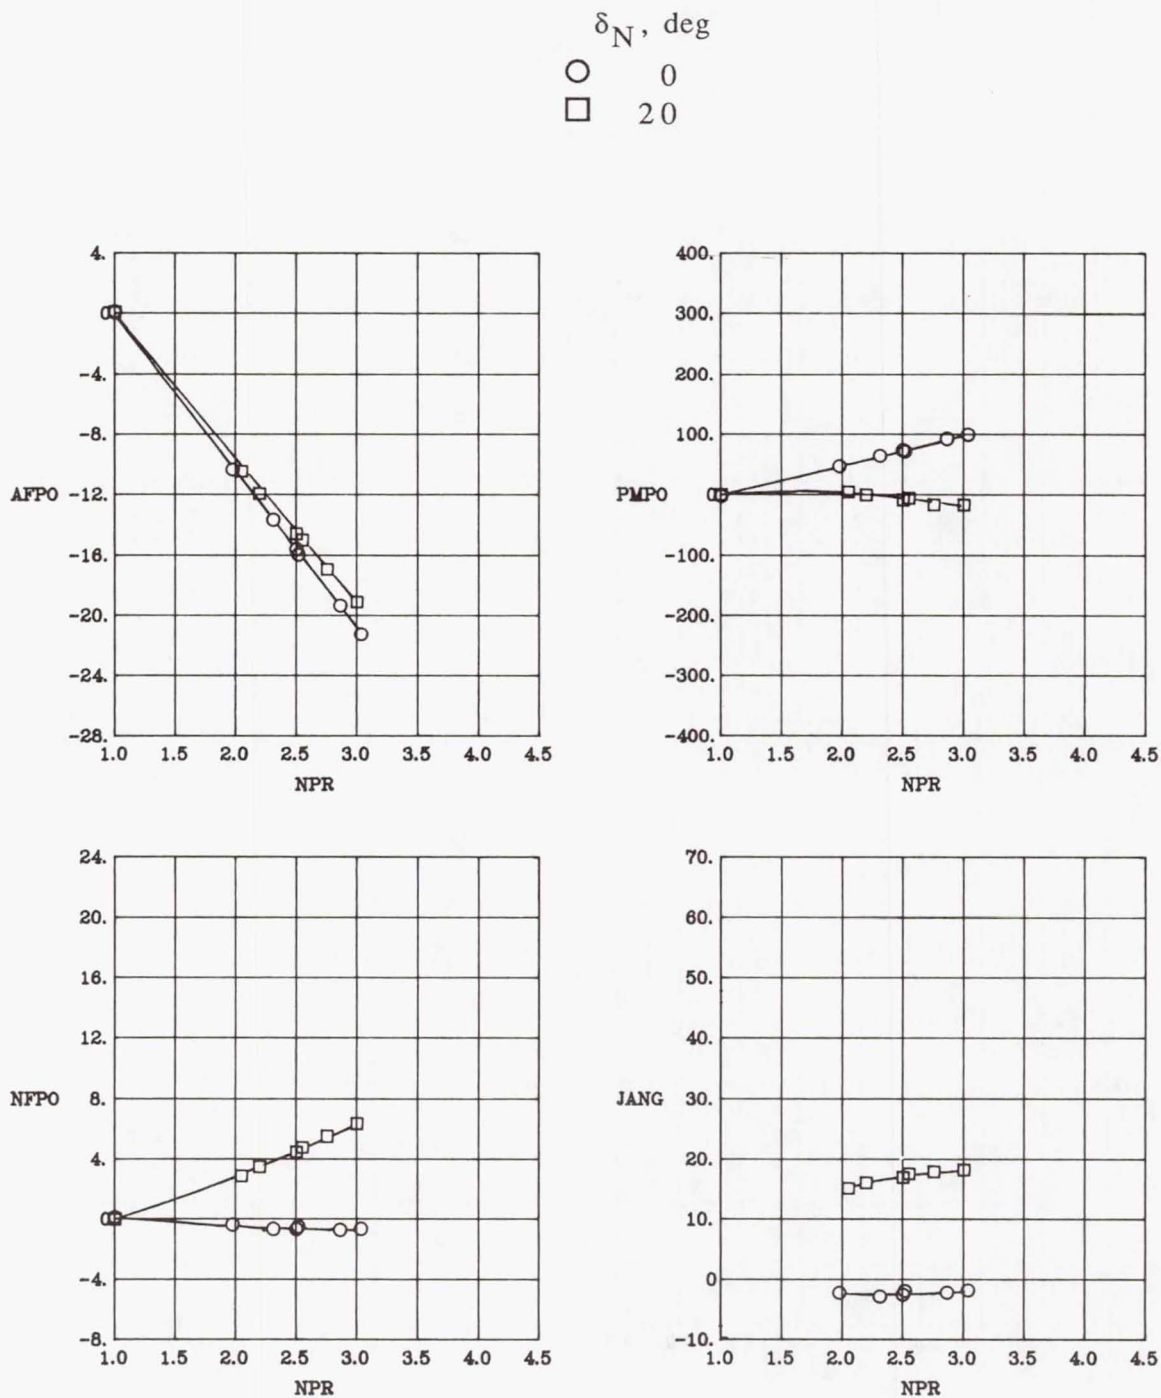 δN, deg
0
20
4.
0
-4.
-8.
AFPO -12.
-16.
-20.
-24.
-28.
1.0 1.5 2.0 2.5 3.0 3.5 4.0 4.5
NPR
400.
300.
200.
100.
PMPO 0
-100.
-200.
-300.
-400.
1.0 1.5 2.0 2.5 3.0 3.5 4.0 4.5
NPR
24.
20.
16.
12.
NFPO 8.
4.
0
-4.
-8.
1.0 1.5 2.0 2.5 3.0 3.5 4.0 4.5
NPR
70.
60.
50.
40.
JANG 30.
20.
10.
0
-10.
1.0 1.5 2.0 2.5 3.0 3.5 4.0 4.5
NPR